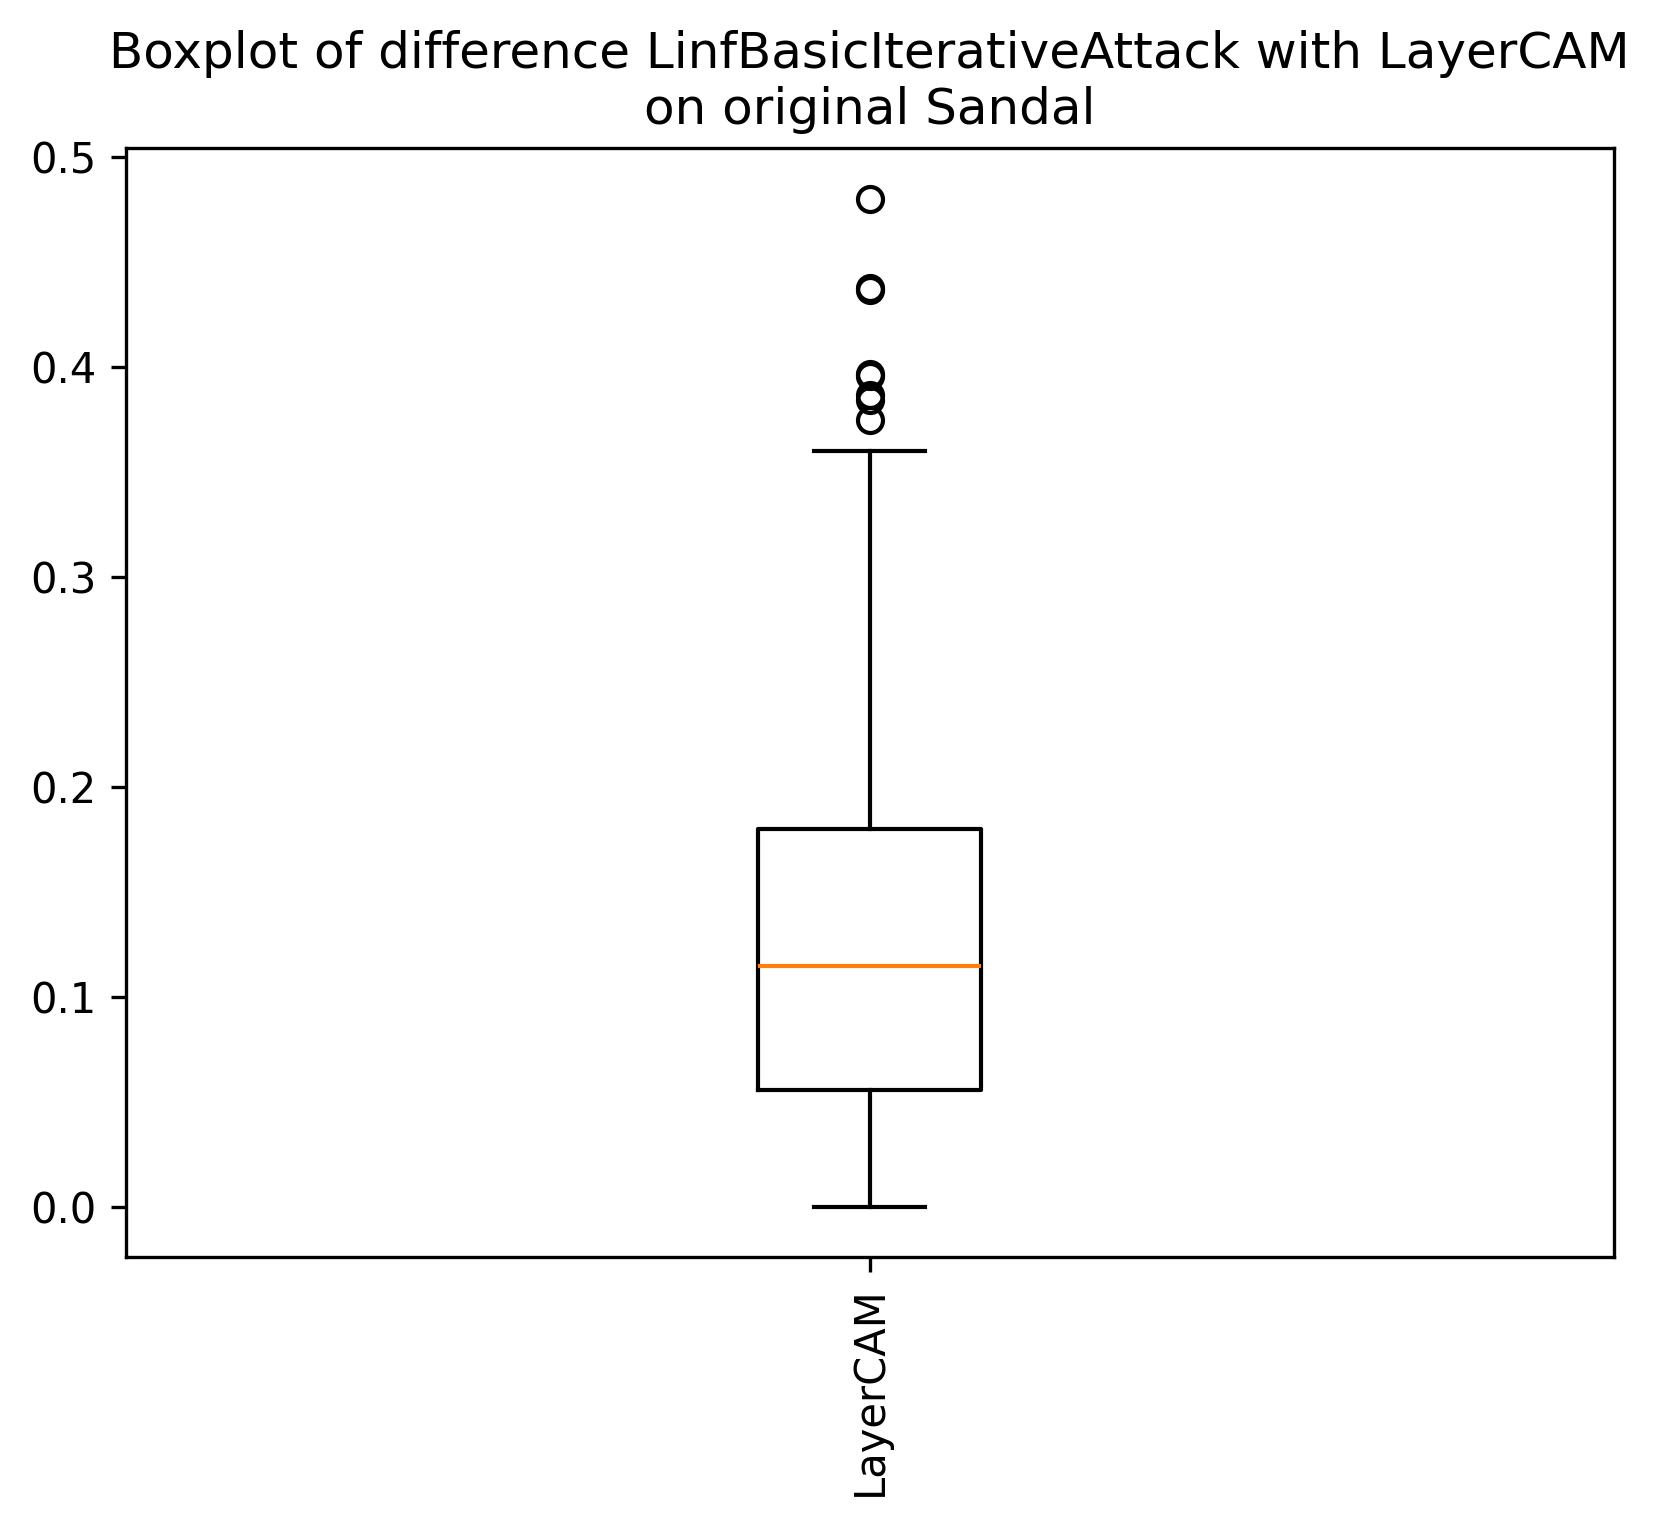 Boxplot of difference LinfBasicIterativeAttack with LayerCAM
on original Sandal
0.5
0.4
0.3
0.2
0.1
0.0
LayerCAM